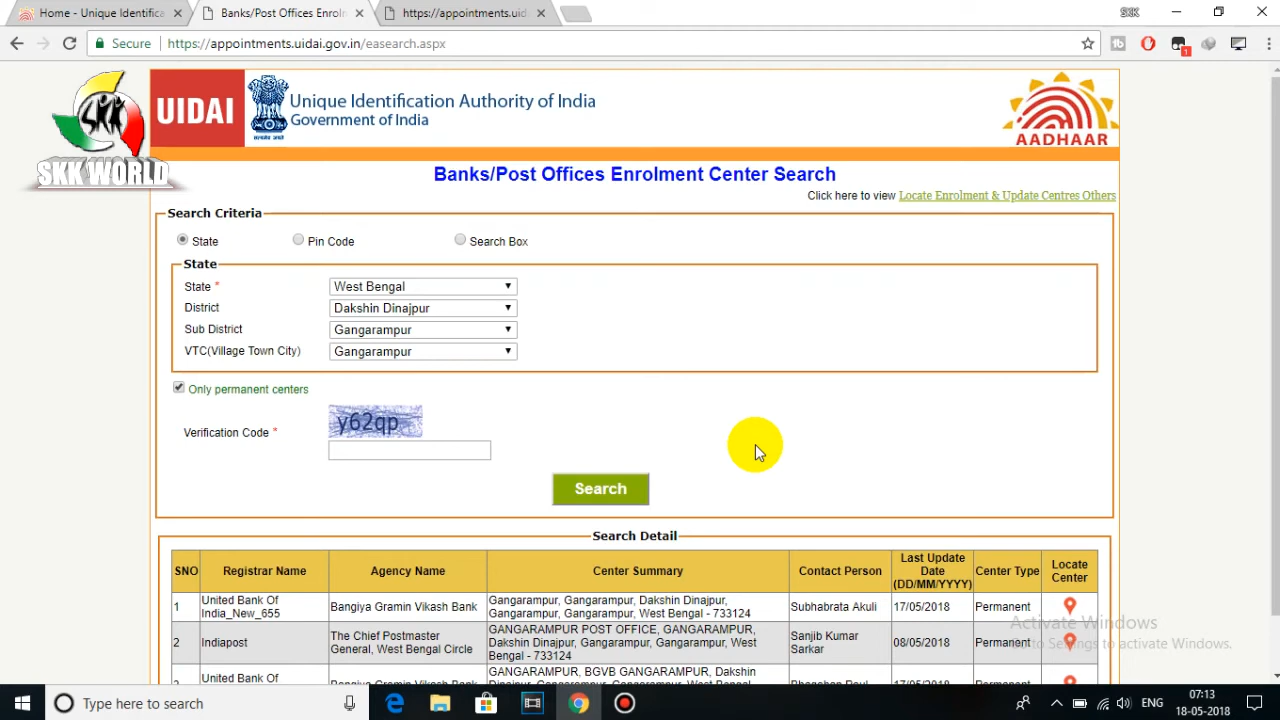 Home - Unique Identifica
Banks/Post Offices Enrolm
https://appointments.uid
SKK
Secure
https://appointments.uidai.gov.in/easearch.aspx
SKK
SKK WORLD
UIDAI
Unique Identification Authority of India
Government of India
AADHAAR
Banks/Post Offices Enrolment Center Search
Click here to view Locate Enrolment & Update Centres Others
Search Criteria
State
Pin Code
Search Box
State
State * West Bengal
District Dakshin Dinajpur
Sub District Gangarampur
VTC(Village Town City) Gangarampur
Only permanent centers
y62qp
Verification Code *
Search
Search Detail
SNO
Registrar Name
Agency Name
Center Summary
Contact Person
Last Update
Date
(DD/MM/YYYY)
Center Type
Locate
Center
1
United Bank Of
India_New_655
Bangiya Gramin Vikash Bank
Gangarampur, Gangarampur, Dakshin Dinajpur,
Gangarampur, Gangarampur, West Bengal - 733124
Subhabrata Akuli
17/05/2018
Permanent
2
Indiapost
The Chief Postmaster
General, West Bengal Circle
GANGARAMPUR POST OFFICE, GANGARAMPUR,
Dakshin Dinajpur, Gangarampur, Gangarampur, West
Bengal - 733124
Sanjib Kumar
Sarkar
08/05/2018
Permanent
United Bank Of
GANGARAMPUR, BGVB GANGARAMPUR, Dakshin
Activate Windows
Go to Settings to activate Windows.
Type here to search
ENG
07:13
18-05-2018